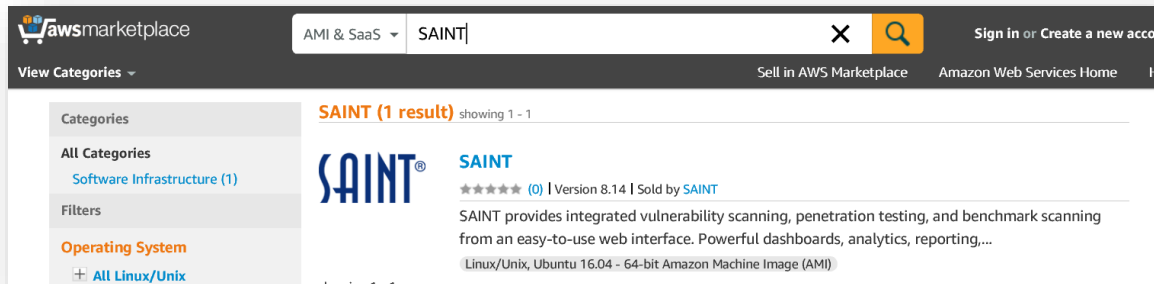 awsmarketplace
AMI & SaaS
SAINT
Sign in or Create a new acco
View Categories
Sell in AWS Marketplace
Amazon Web Services Home
Categories
All Categories
Software Infrastructure (1)
Filters
Operating System
All Linux/Unix
SAINT (1 result) showing 1 - 1
SAINT®
SAINT
(0) | Version 8.14 | Sold by SAINT
SAINT provides integrated vulnerability scanning, penetration testing, and benchmark scanning
from an easy-to-use web interface. Powerful dashboards, analytics, reporting,...
Linux/Unix, Ubuntu 16.04 - 64-bit Amazon Machine Image (AMI)